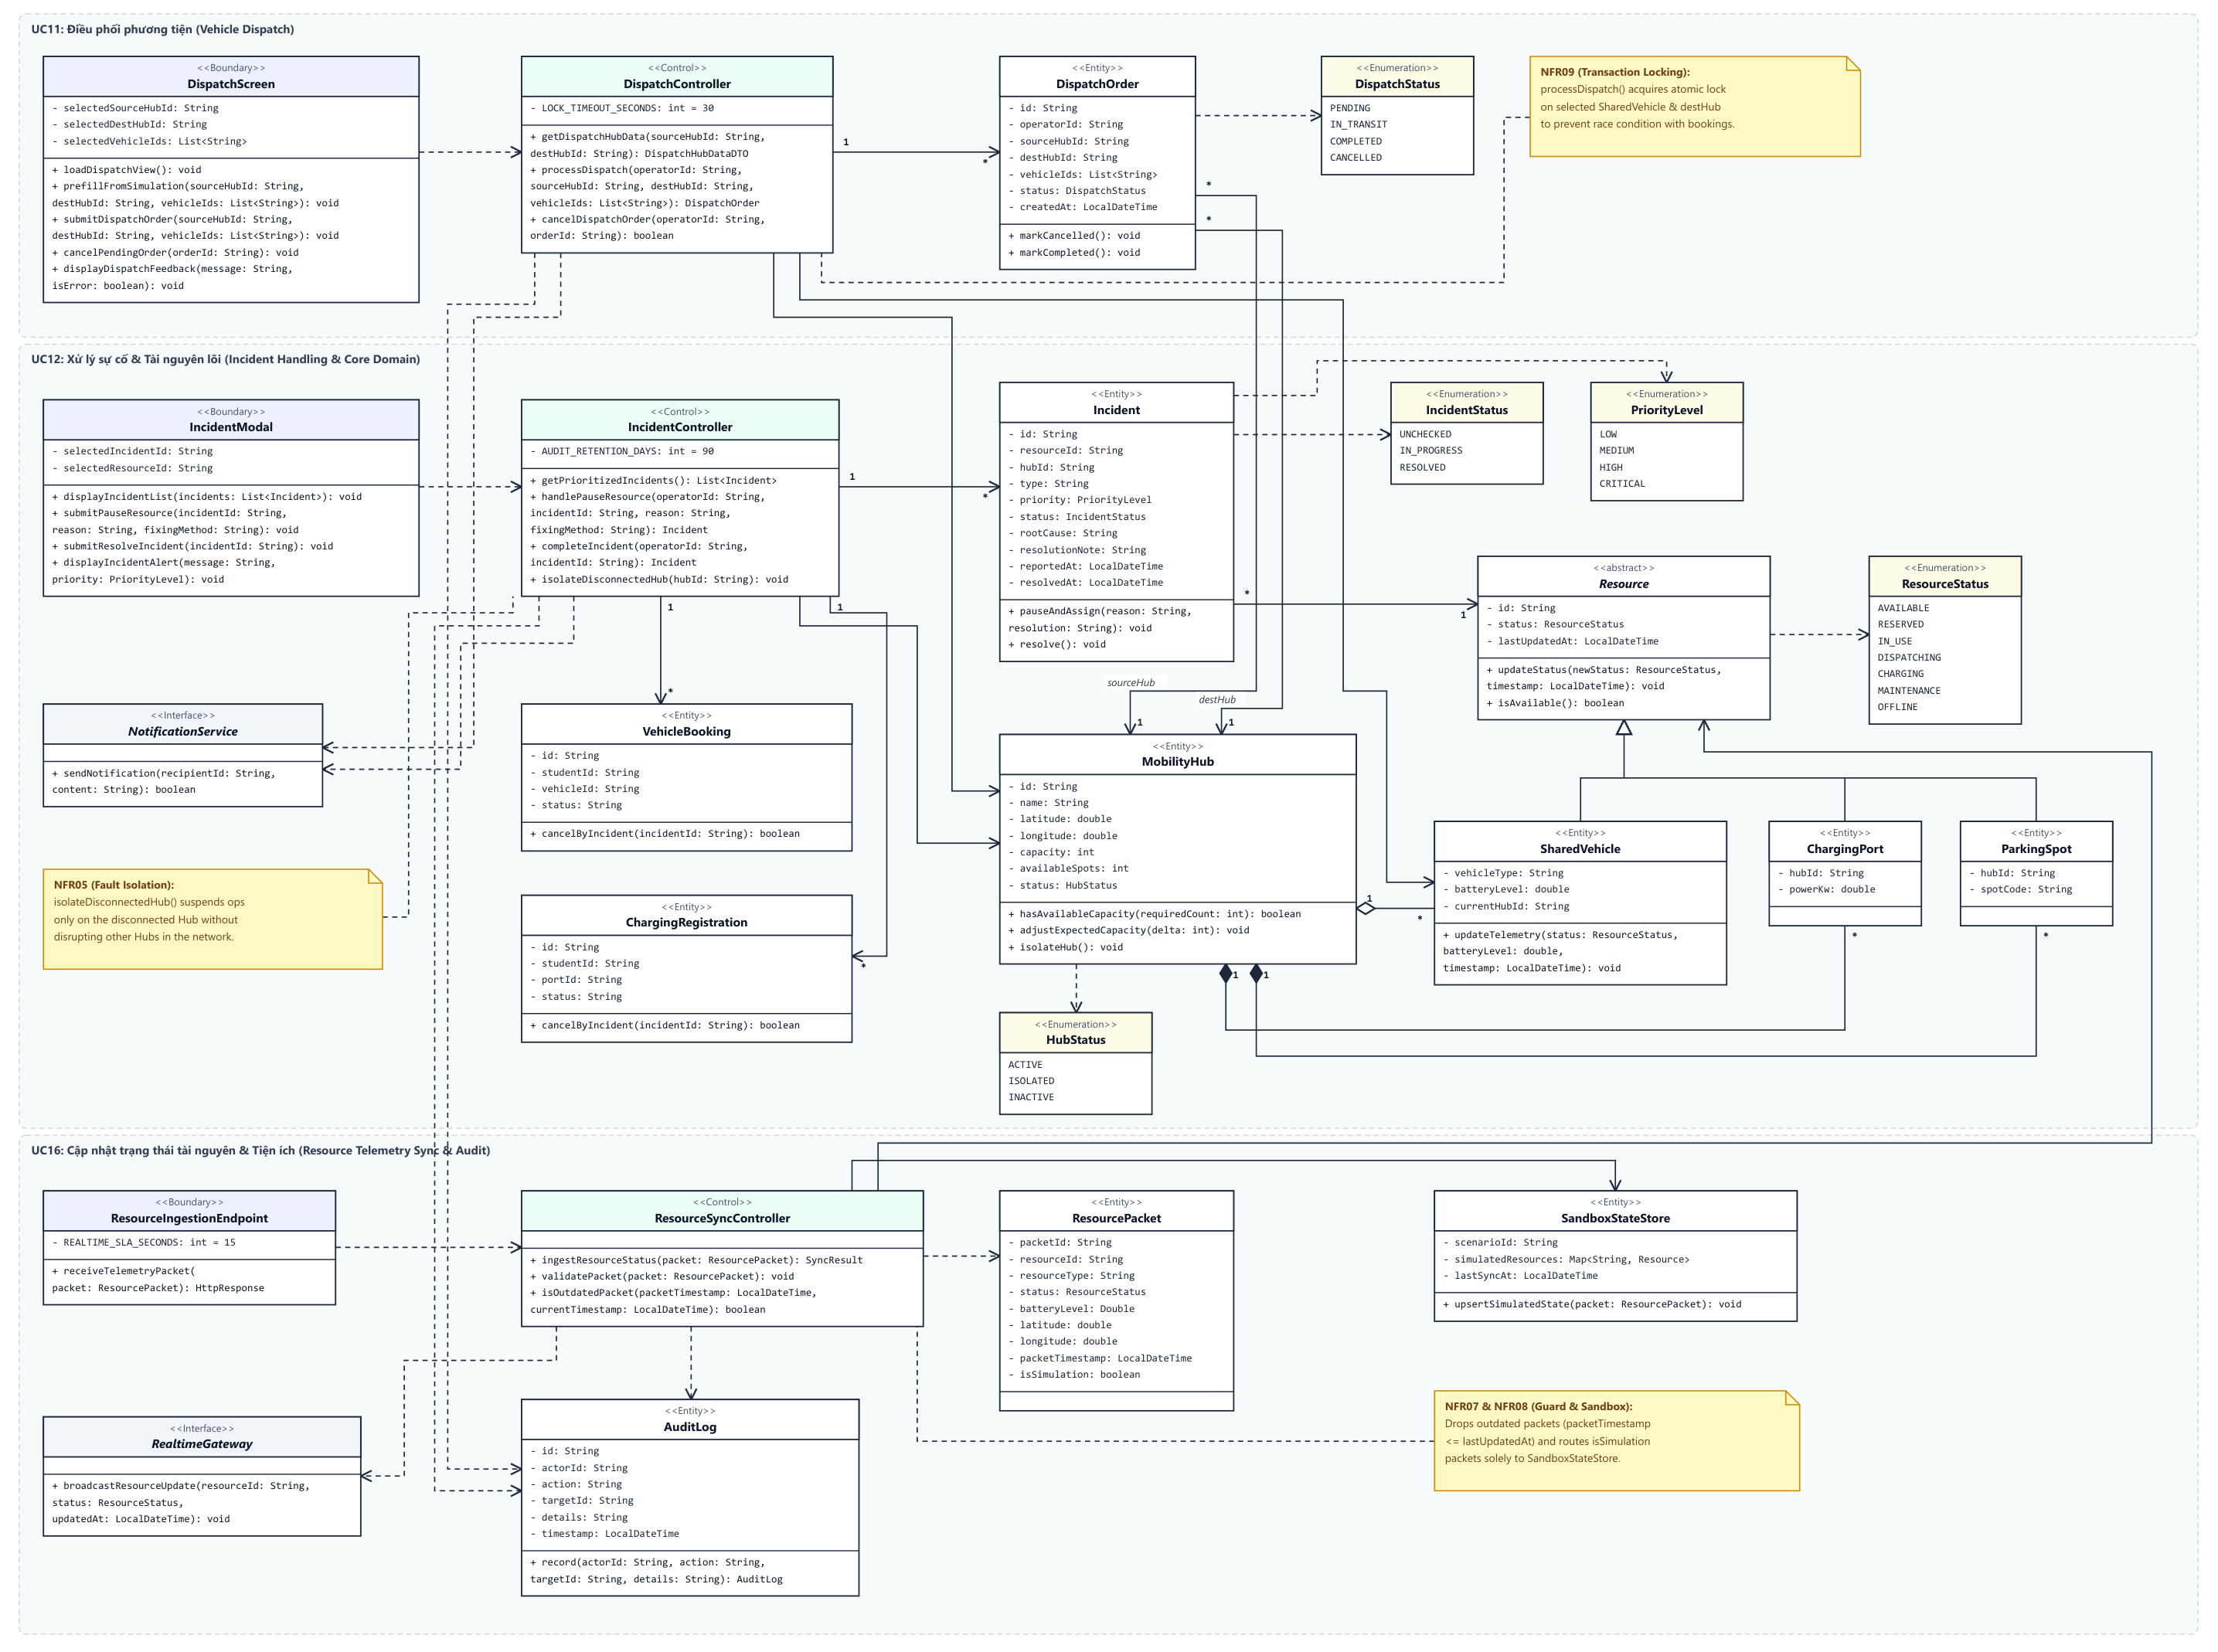 UC11: Điều phối phương tiện (Vehicle Dispatch)
<<Boundary>>
DispatchScreen
- selectedSourceHubId: String
- selectedDestHubId: String
- selectedVehicleIds: List<String>
+ loadDispatchView(): void
+ prefillFromSimulation(sourceHubId: String,
destHubId: String, vehicleIds: List<String>): void
+ submitDispatchOrder(sourceHubId: String,
destHubId: String, vehicleIds: List<String>): void
+ cancelPendingOrder(orderId: String): void
+ displayDispatchFeedback(message: String,
isError: boolean): void
<<Control>>
DispatchController
- LOCK_TIMEOUT_SECONDS: int = 30
+ getDispatchHubData(sourceHubId: String,
destHubId: String): DispatchHubDataDTO
+ processDispatch(operatorId: String,
sourceHubId: String, destHubId: String,
vehicleIds: List<String>): DispatchOrder
+ cancelDispatchOrder(operatorId: String,
orderId: String): boolean
1
*
<<Entity>>
DispatchOrder
- id: String
- operatorId: String
- sourceHubId: String
- destHubId: String
- vehicleIds: List<String>
- status: DispatchStatus
- createdAt: LocalDateTime
+ markCancelled(): void
+ markCompleted(): void
*
*
<<Enumeration>>
DispatchStatus
PENDING
IN_TRANSIT
COMPLETED
CANCELLED
NFR09 (Transaction Locking):
processDispatch() acquires atomic lock
on selected SharedVehicle & destHub
to prevent race condition with bookings.
UC12: Xử lý sự cố & Tài nguyên lõi (Incident Handling & Core Domain)
<<Boundary>>
IncidentModal
- selectedIncidentId: String
- selectedResourceId: String
+ displayIncidentList(incidents: List<Incident>): void
+ submitPauseResource(incidentId: String,
reason: String, fixingMethod: String): void
+ submitResolveIncident(incidentId: String): void
+ displayIncidentAlert(message: String,
priority: PriorityLevel): void
<<Control>>
IncidentController
- AUDIT_RETENTION_DAYS: int = 90
+ getPrioritizedIncidents(): List<Incident>
+ handlePauseResource(operatorId: String,
incidentId: String, reason: String,
fixingMethod: String): Incident
+ completeIncident(operatorId: String,
incidentId: String): Incident
+ isolateDisconnectedHub(hubId: String): void
1
*
1
1
<<Entity>>
Incident
- id: String
- resourceId: String
- hubId: String
- type: String
- priority: PriorityLevel
- status: IncidentStatus
- rootCause: String
- resolutionNote: String
- reportedAt: LocalDateTime
- resolvedAt: LocalDateTime
+ pauseAndAssign(reason: String,
resolution: String): void
+ resolve(): void
*
1
<<Enumeration>>
IncidentStatus
UNCHECKED
IN_PROGRESS
RESOLVED
<<Enumeration>>
PriorityLevel
LOW
MEDIUM
HIGH
CRITICAL
<<abstract>>
Resource
- id: String
- status: ResourceStatus
- lastUpdatedAt: LocalDateTime
+ updateStatus(newStatus: ResourceStatus,
timestamp: LocalDateTime): void
+ isAvailable(): boolean
<<Enumeration>>
ResourceStatus
AVAILABLE
RESERVED
IN_USE
DISPATCHING
CHARGING
MAINTENANCE
OFFLINE
<<Interface>>
NotificationService
+ sendNotification(recipientId: String,
content: String): boolean
*
<<Entity>>
VehicleBooking
- id: String
- studentId: String
- vehicleId: String
- status: String
+ cancelByIncident(incidentId: String): boolean
sourceHub
destHub
1
1
<<Entity>>
MobilityHub
- id: String
- name: String
- latitude: double
- longitude: double
- capacity: int
- availableSpots: int
- status: HubStatus
+ hasAvailableCapacity(requiredCount: int): boolean
+ adjustExpectedCapacity(delta: int): void
+ isolateHub(): void
1
*
1
1
<<Entity>>
SharedVehicle
- vehicleType: String
- batteryLevel: double
- currentHubId: String
+ updateTelemetry(status: ResourceStatus,
batteryLevel: double,
timestamp: LocalDateTime): void
<<Entity>>
ChargingPort
- hubId: String
- powerKw: double
*
<<Entity>>
ParkingSpot
- hubId: String
- spotCode: String
*
NFR05 (Fault Isolation):
isolateDisconnectedHub() suspends ops
only on the disconnected Hub without
disrupting other Hubs in the network.
<<Entity>>
ChargingRegistration
- id: String
- studentId: String
- portId: String
- status: String
+ cancelByIncident(incidentId: String): boolean
*
<<Enumeration>>
HubStatus
ACTIVE
ISOLATED
INACTIVE
UC16: Cập nhật trạng thái tài nguyên & Tiện ích (Resource Telemetry Sync & Audit)
<<Boundary>>
ResourceIngestionEndpoint
- REALTIME_SLA_SECONDS: int = 15
+ receiveTelemetryPacket(
packet: ResourcePacket): HttpResponse
<<Control>>
ResourceSyncController
+ ingestResourceStatus(packet: ResourcePacket): SyncResult
+ validatePacket(packet: ResourcePacket): void
+ isOutdatedPacket(packetTimestamp: LocalDateTime,
currentTimestamp: LocalDateTime): boolean
<<Entity>>
ResourcePacket
- packetId: String
- resourceId: String
- resourceType: String
- status: ResourceStatus
- batteryLevel: Double
- latitude: double
- longitude: double
- packetTimestamp: LocalDateTime
- isSimulation: boolean
<<Entity>>
SandboxStateStore
- scenarioId: String
- simulatedResources: Map<String, Resource>
- lastSyncAt: LocalDateTime
+ upsertSimulatedState(packet: ResourcePacket): void
<<Interface>>
RealtimeGateway
+ broadcastResourceUpdate(resourceId: String,
status: ResourceStatus,
updatedAt: LocalDateTime): void
<<Entity>>
AuditLog
- id: String
- actorId: String
- action: String
- targetId: String
- details: String
- timestamp: LocalDateTime
+ record(actorId: String, action: String,
targetId: String, details: String): AuditLog
NFR07 & NFR08 (Guard & Sandbox):
Drops outdated packets (packetTimestamp
<= lastUpdatedAt) and routes isSimulation
packets solely to SandboxStateStore.